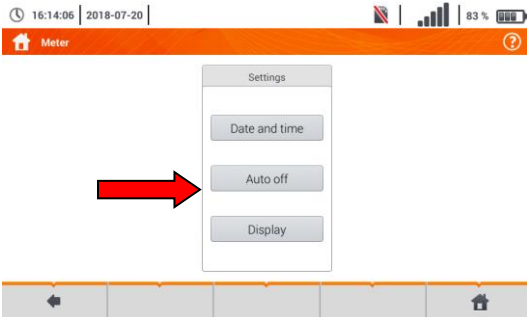 16:14:06 2018-07-20 83 %
Meter ?
Settings
Date and time
Auto off
Display